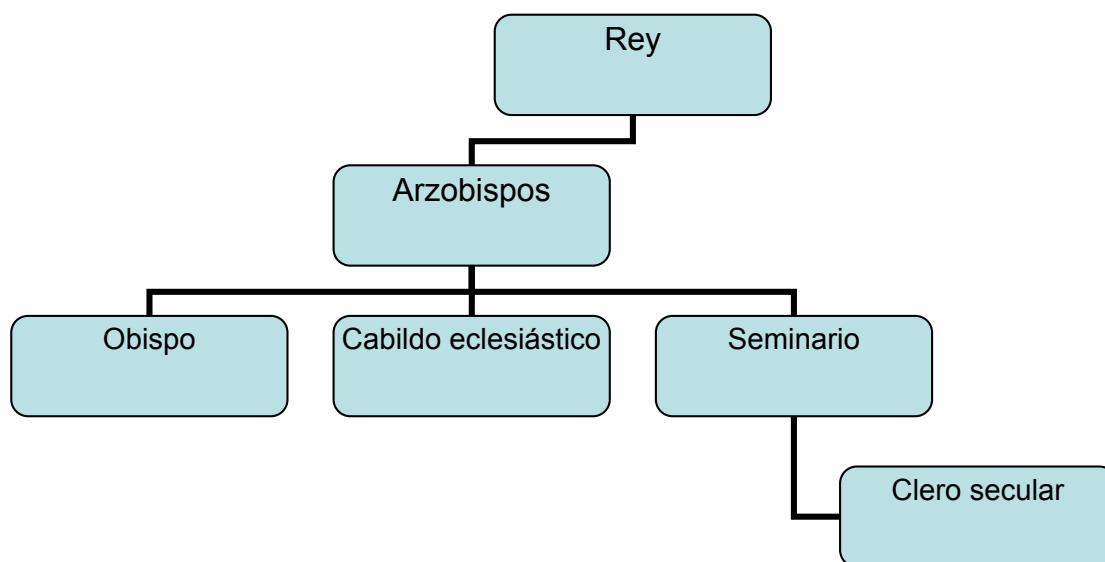 Rey
Arzobispos
Obispo
Cabildo eclesiástico
Seminario
Clero secular